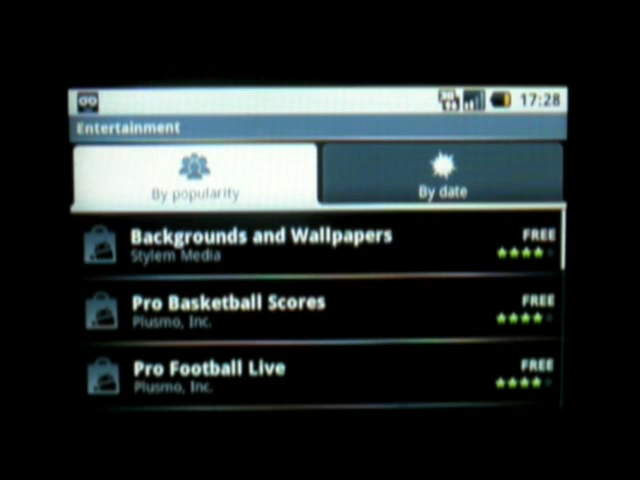 17:28
Entertainment
By popularity
By date
Backgrounds and Wallpapers
FREE
Stylem Media
Pro Basketball Scores
FREE
Plusmo, Inc.
Pro Football Live
FREE
Plusmo, Inc.